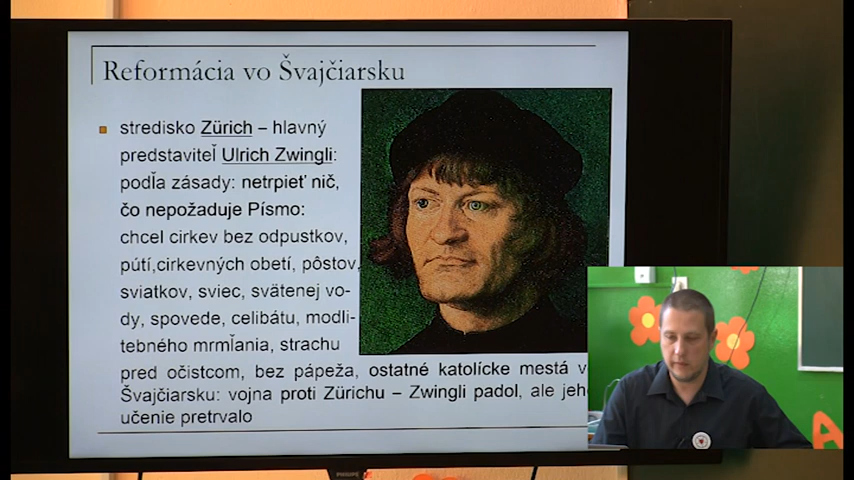 Reformácia vo Švajčiarsku
stredisko Zürich – hlavný
predstaviteľ Ulrich Zwingli:
podľa zásady: netrpieť nič,
čo nepožaduje Písmo:
chcel cirkev bez odpustkov,
pútí,cirkevných obetí, pôstov,
sviatkov, sviec, svätenej vo-
dy, spovede, celibátu, modli-
tebného mrmľania, strachu
pred očistcom, bez pápeža, ostatné katolícke mestá v
Švajčiarsku: vojna proti Zürichu – Zwingli padol, ale jeh
učenie pretrvalo
PHILIPS
A